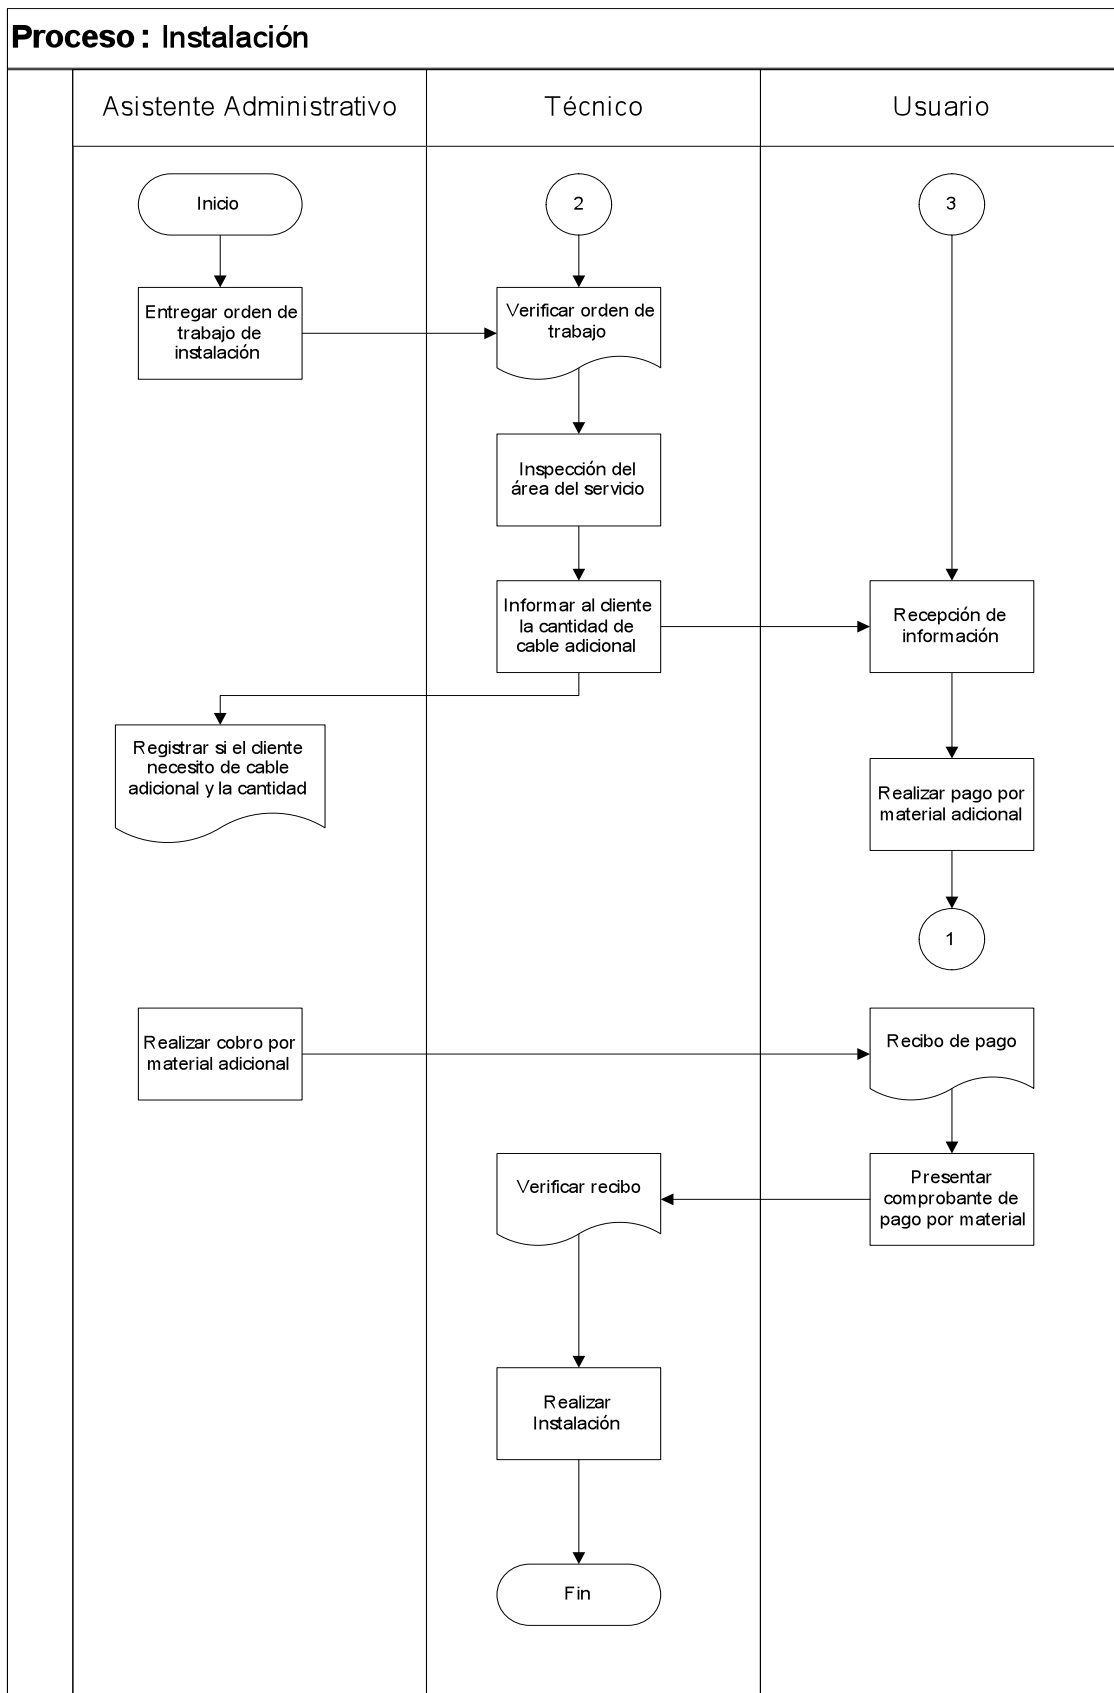 Proceso: Instalación
Asistente Administrativo
Técnico
Usuario
Inicio
2
3
Entregar orden de
trabajo de
instalación
Verificar orden de
trabajo
Inspección del
área del servicio
Informar al cliente
la cantidad de
cable adicional
Recepción de
información
Registrar si el cliente
necesito de cable
adicional y la cantidad
Realizar pago por
material adicional
1
Realizar cobro por
material adicional
Recibo de pago
Verificar recibo
Presentar
comprobante de
pago por material
Realizar
Instalación
Fin